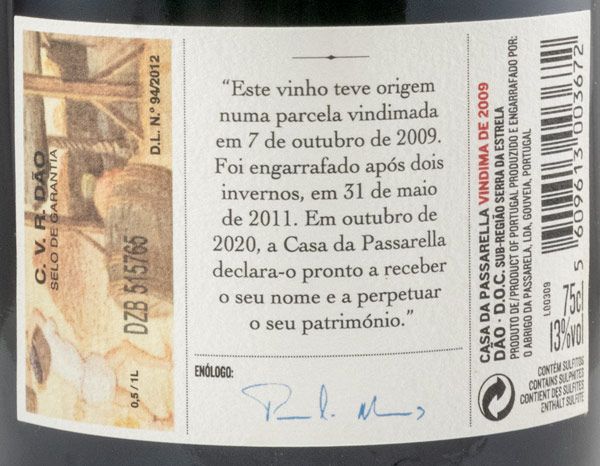 C. V. R. DÃO
SELO DE GARANTIA
D.L. N.º 94/2012
DZB 515765
0,5 / 1L
“Este vinho teve origem
numa parcela vindimada
em 7 de outubro de 2009.
Foi engarrafado após dois
invernos, em 31 de maio
de 2011. Em outubro de
2020, a Casa da Passarella
declara-o pronto a receber
o seu nome e a perpetuar
o seu património.”
ENÓLOGO:
CASA DA PASSARELLA VINDIMA DE 2009
DÃO · D.O.C. SUB-REGIÃO SERRA DA ESTRELA
PRODUTO DE / PRODUCT OF PORTUGAL PRODUZIDO E ENGARRAFADO POR:
O ABRIGO DA PASSARELA, LDA, GOUVEIA, PORTUGAL
L00309
5 609613 003672
75cl
13%vol
CONTÉM SULFITOS
CONTAINS SULPHITES
CONTIENT DES SULFITES
ENTHÄLT SULFITE